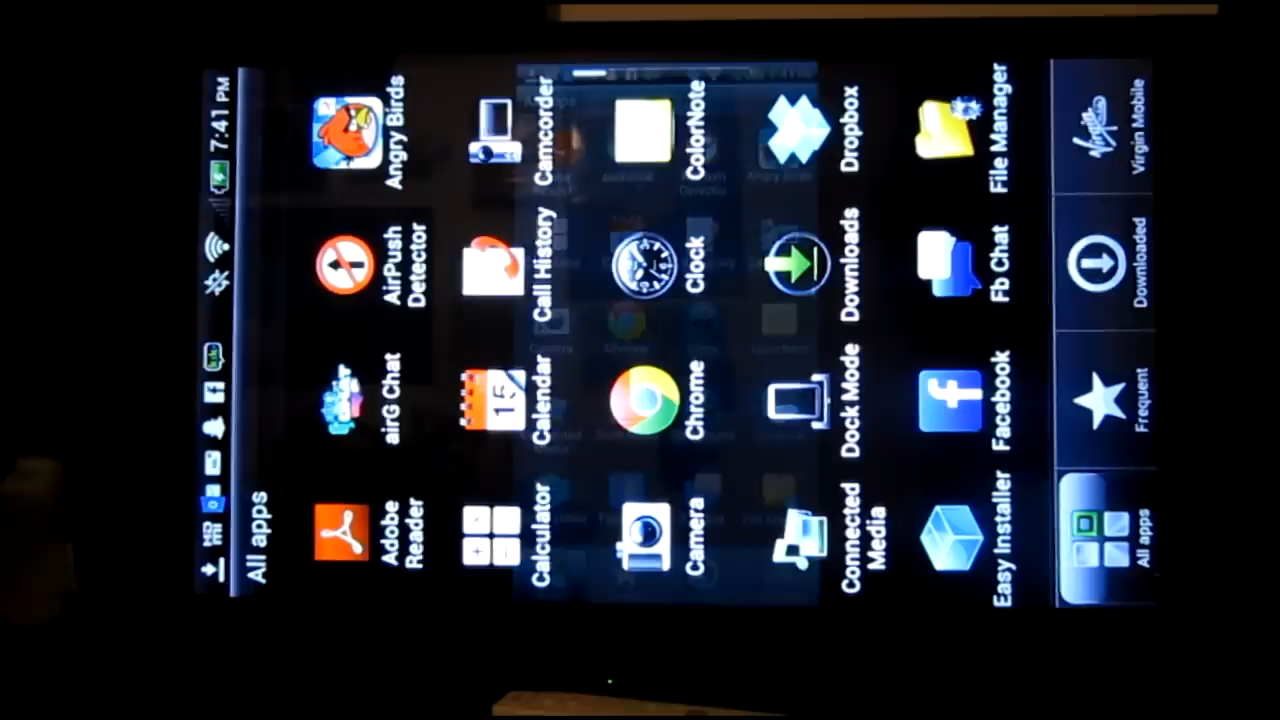 7:41 PM
All apps
Adobe
Reader
airG Chat
AirPush
Detector
Angry Birds
Calculator
15
Calendar
Call History
Camcorder
Camera
Chrome
Clock
ColorNote
Connected
Media
Dock Mode
Downloads
Dropbox
Easy Installer
Facebook
Fb Chat
File Manager
All apps
Frequent
Downloaded
Virgin Mobile